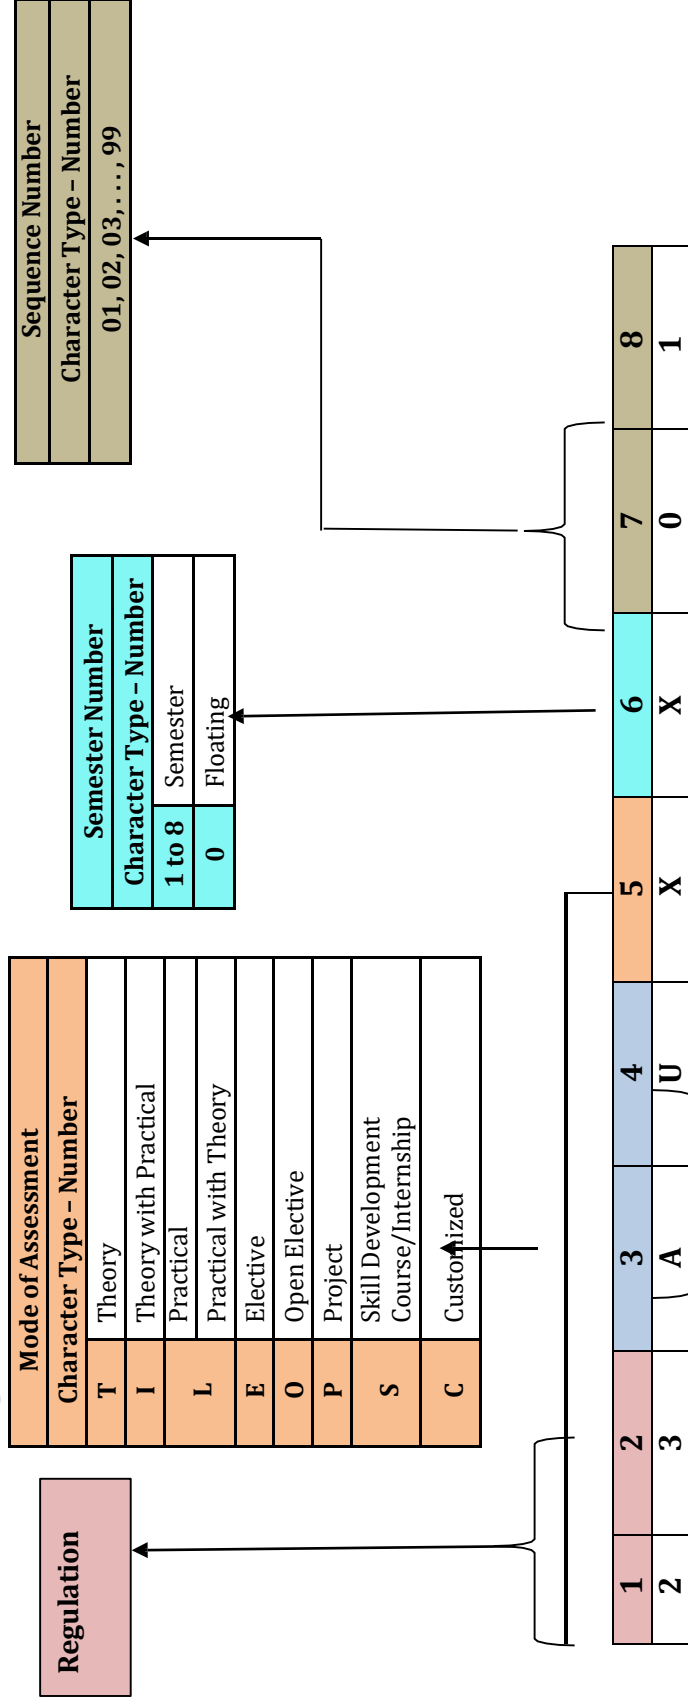 Regulation
Mode of Assessment
Character Type – Number
T Theory
I Theory with Practical
L Practical
Practical with Theory
E Elective
O Open Elective
P Project
S Skill Development
Course/Internship
C Customized
Semester Number
Character Type – Number
1 to 8 Semester
0 Floating
Sequence Number
Character Type – Number
01, 02, 03,. . . , 99
1 2 3 4 5 6 7 8
2 3 A U X X 0 1